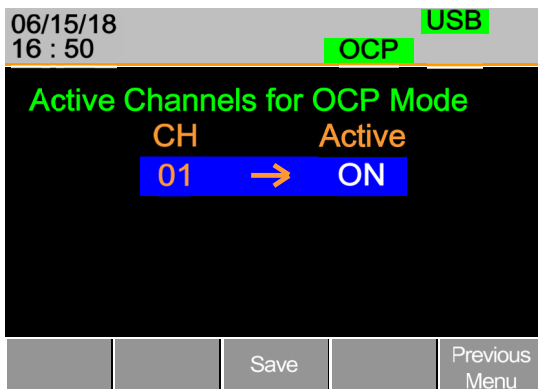 06/15/18 USB
16 : 50 OCP
Active Channels for OCP Mode
CH Active
01 → ON
Save
Previous
Menu